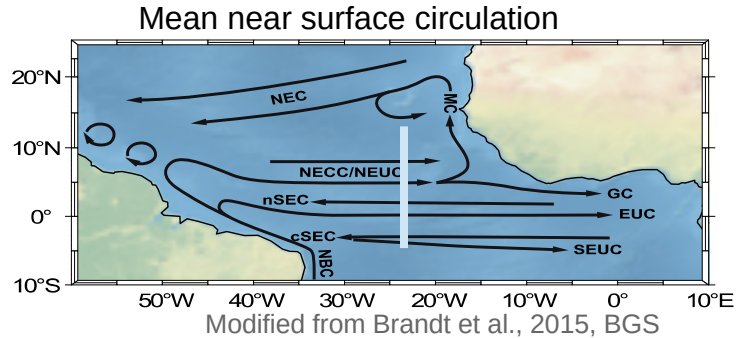 Mean near surface circulation
20°N
10°N
0°
10°S
NEC
MC
NECC/NEUC
nSEC
GC
EUC
cSEC
SEUC
NBC
50°W 40°W 30°W 20°W 10°W 0° 10°E
Modified from Brandt et al., 2015, BGS